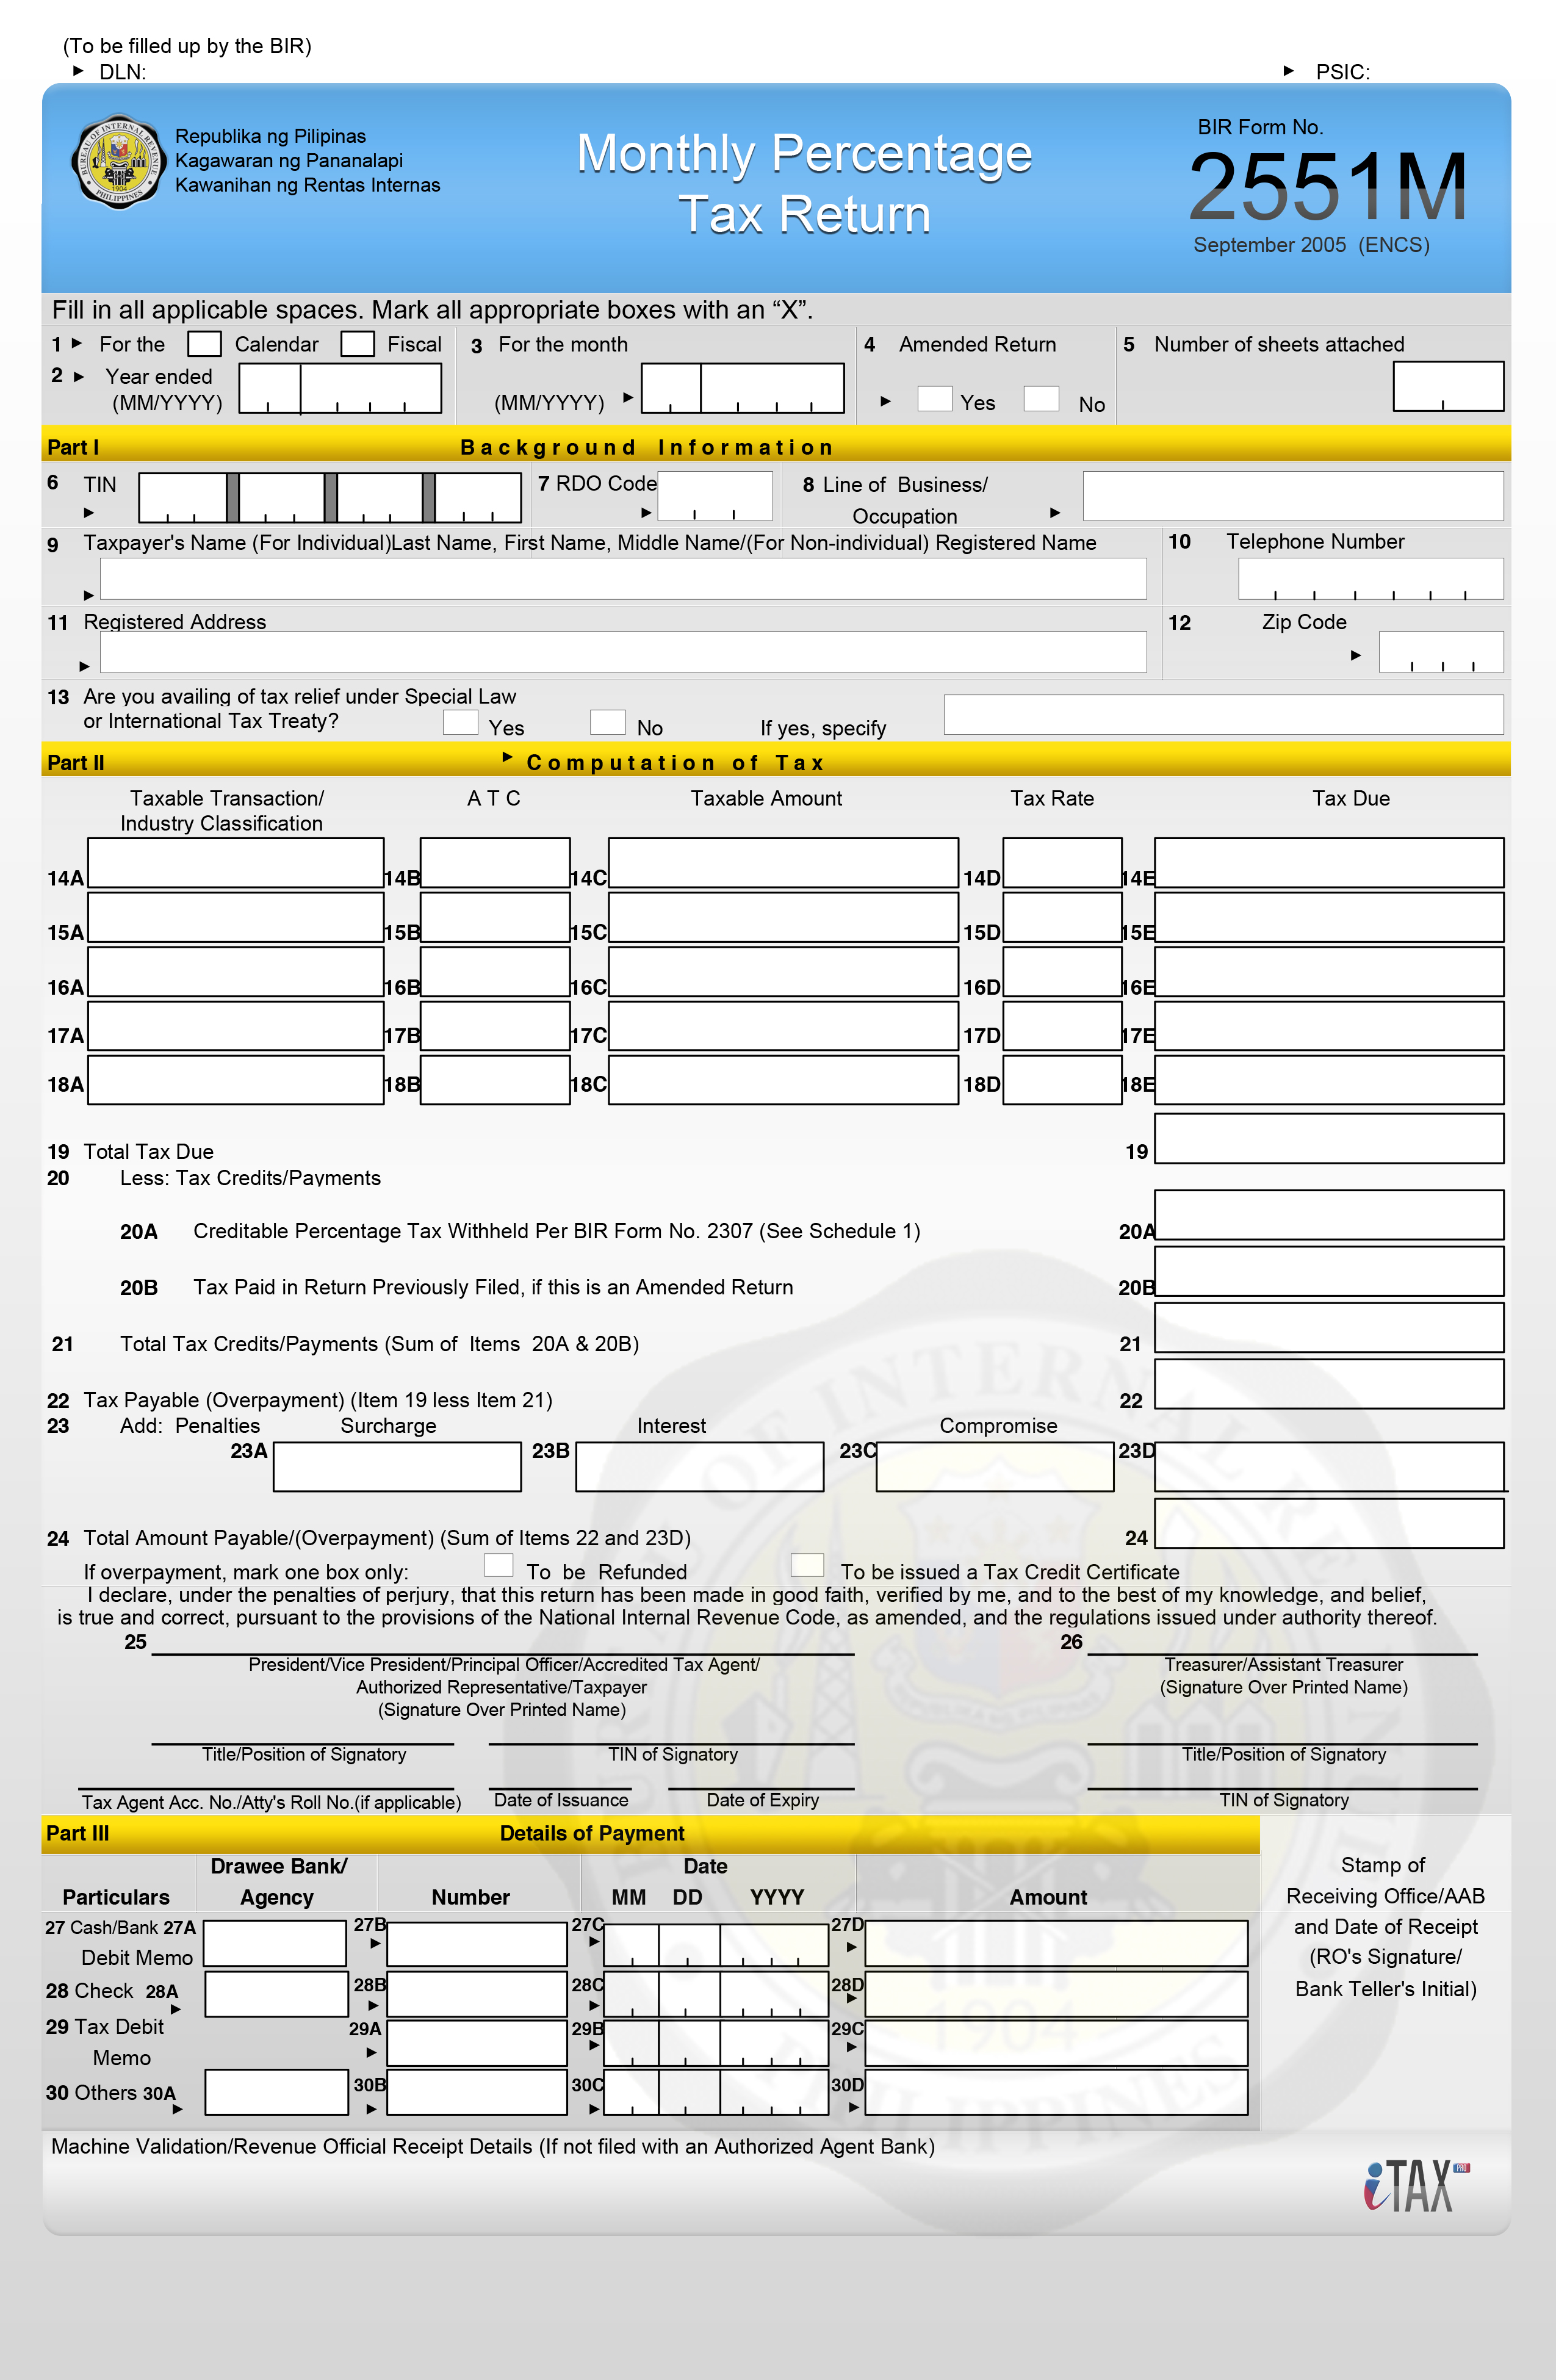 (To be filled up by the BIR)
DLN:
PSIC:
Republika ng Pilipinas
Kagawaran ng Pananalapi
Kawanihan ng Rentas Internas
Monthly Percentage
Tax Return
BIR Form No.
2551M
September 2005 (ENCS)
Fill in all applicable spaces. Mark all appropriate boxes with an “X”.
1 For the Calendar Fiscal
2 Year ended
(MM/YYYY)
3 For the month
(MM/YYYY)
4 Amended Return
Yes No
5 Number of sheets attached
Part I Background Information
6 TIN
7 RDO Code
8 Line of Business/
Occupation
9 Taxpayer's Name (For Individual)Last Name, First Name, Middle Name/(For Non-individual) Registered Name
10 Telephone Number
11 Registered Address
12 Zip Code
13 Are you availing of tax relief under Special Law
or International Tax Treaty? Yes No If yes, specify
Part II Computation of Tax
Taxable Transaction/
Industry Classification
A T C
Taxable Amount
Tax Rate
Tax Due
14A 14B 14C 14D 14E
15A 15B 15C 15D 15E
16A 16B 16C 16D 16E
17A 17B 17C 17D 17E
18A 18B 18C 18D 18E
19 Total Tax Due 19
20 Less: Tax Credits/Payments
20A Creditable Percentage Tax Withheld Per BIR Form No. 2307 (See Schedule 1) 20A
20B Tax Paid in Return Previously Filed, if this is an Amended Return 20B
21 Total Tax Credits/Payments (Sum of Items 20A & 20B) 21
22 Tax Payable (Overpayment) (Item 19 less Item 21) 22
23 Add: Penalties Surcharge Interest Compromise
23A 23B 23C 23D
24 Total Amount Payable/(Overpayment) (Sum of Items 22 and 23D) 24
If overpayment, mark one box only: To be Refunded To be issued a Tax Credit Certificate
I declare, under the penalties of perjury, that this return has been made in good faith, verified by me, and to the best of my knowledge, and belief,
is true and correct, pursuant to the provisions of the National Internal Revenue Code, as amended, and the regulations issued under authority thereof.
25
President/Vice President/Principal Officer/Accredited Tax Agent/
Authorized Representative/Taxpayer
(Signature Over Printed Name)
26
Treasurer/Assistant Treasurer
(Signature Over Printed Name)
Title/Position of Signatory
TIN of Signatory
Title/Position of Signatory
Tax Agent Acc. No./Atty's Roll No.(if applicable)
Date of Issuance
Date of Expiry
TIN of Signatory
Part III Details of Payment
Particulars
Drawee Bank/
Agency
Number
Date
MM DD YYYY
Amount
27 Cash/Bank 27A 27B 27C 27D
Debit Memo
28 Check 28A 28B 28C 28D
29 Tax Debit 29A 29B 29C
Memo
30 Others 30A 30B 30C 30D
Stamp of
Receiving Office/AAB
and Date of Receipt
(RO's Signature/
Bank Teller's Initial)
Machine Validation/Revenue Official Receipt Details (If not filed with an Authorized Agent Bank)
iTAX PRO
BUREAU OF INTERNAL REVENUE
1904
PHILIPPINES